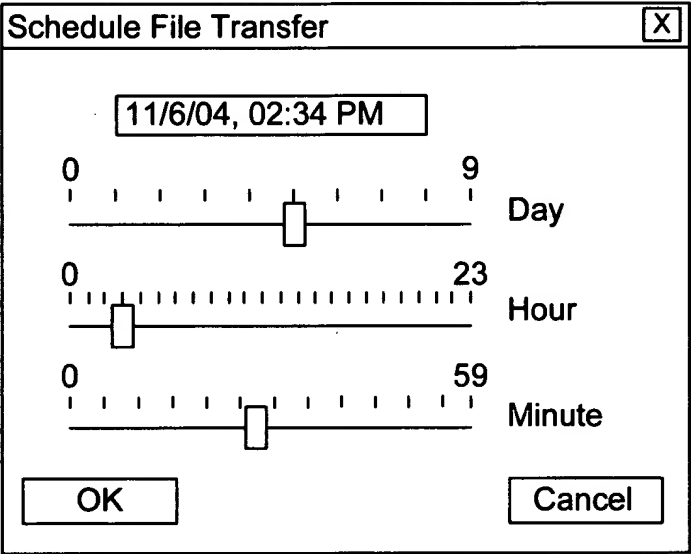 Schedule File Transfer X
11/6/04, 02:34 PM
0 9
Day
0 23
Hour
0 59
Minute
OK Cancel